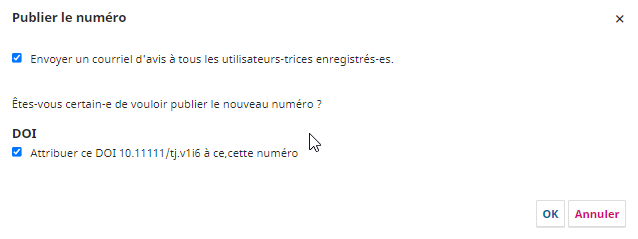 Publier le numéro
×
Envoyer un courriel d'avis à tous les utilisateurs-trices enregistrés-es.
Êtes-vous certain-e de vouloir publier le nouveau numéro ?
DOI
Attribuer ce DOI 10.11111/tj.v1i6 à ce,cette numéro
OK Annuler